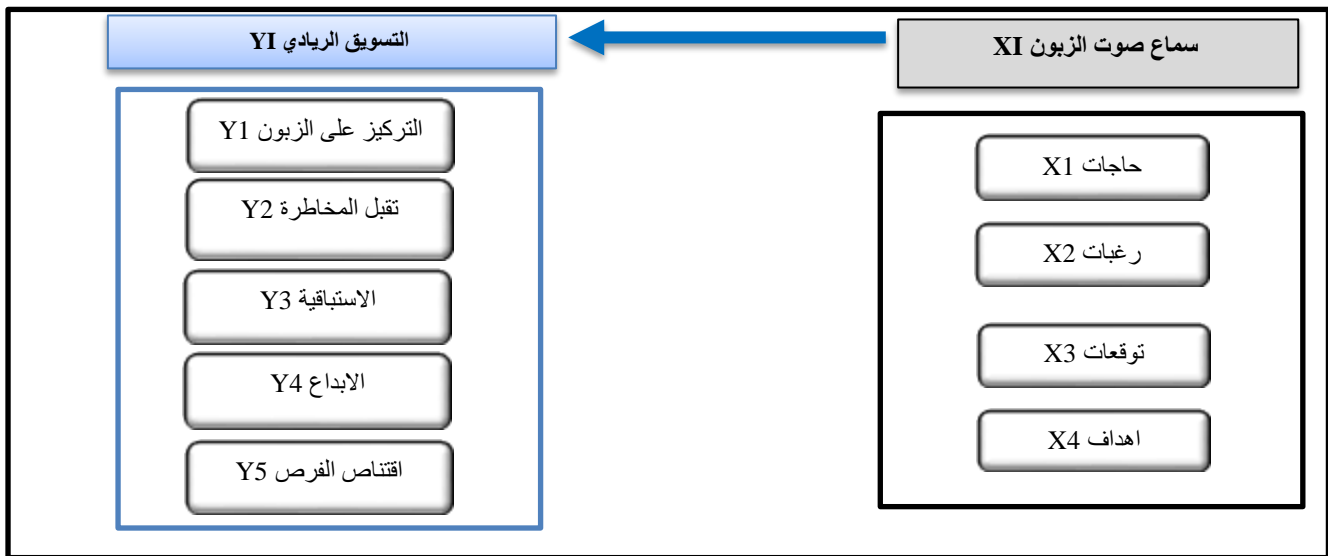 سماع صوت الزبون XI
حاجات X1
رغبات X2
توقعات X3
اهداف X4
التسويق الريادي YI
التركيز على الزبون Y1
تقبل المخاطرة Y2
الاستباقية Y3
الابداع Y4
اقتناص الفرص Y5